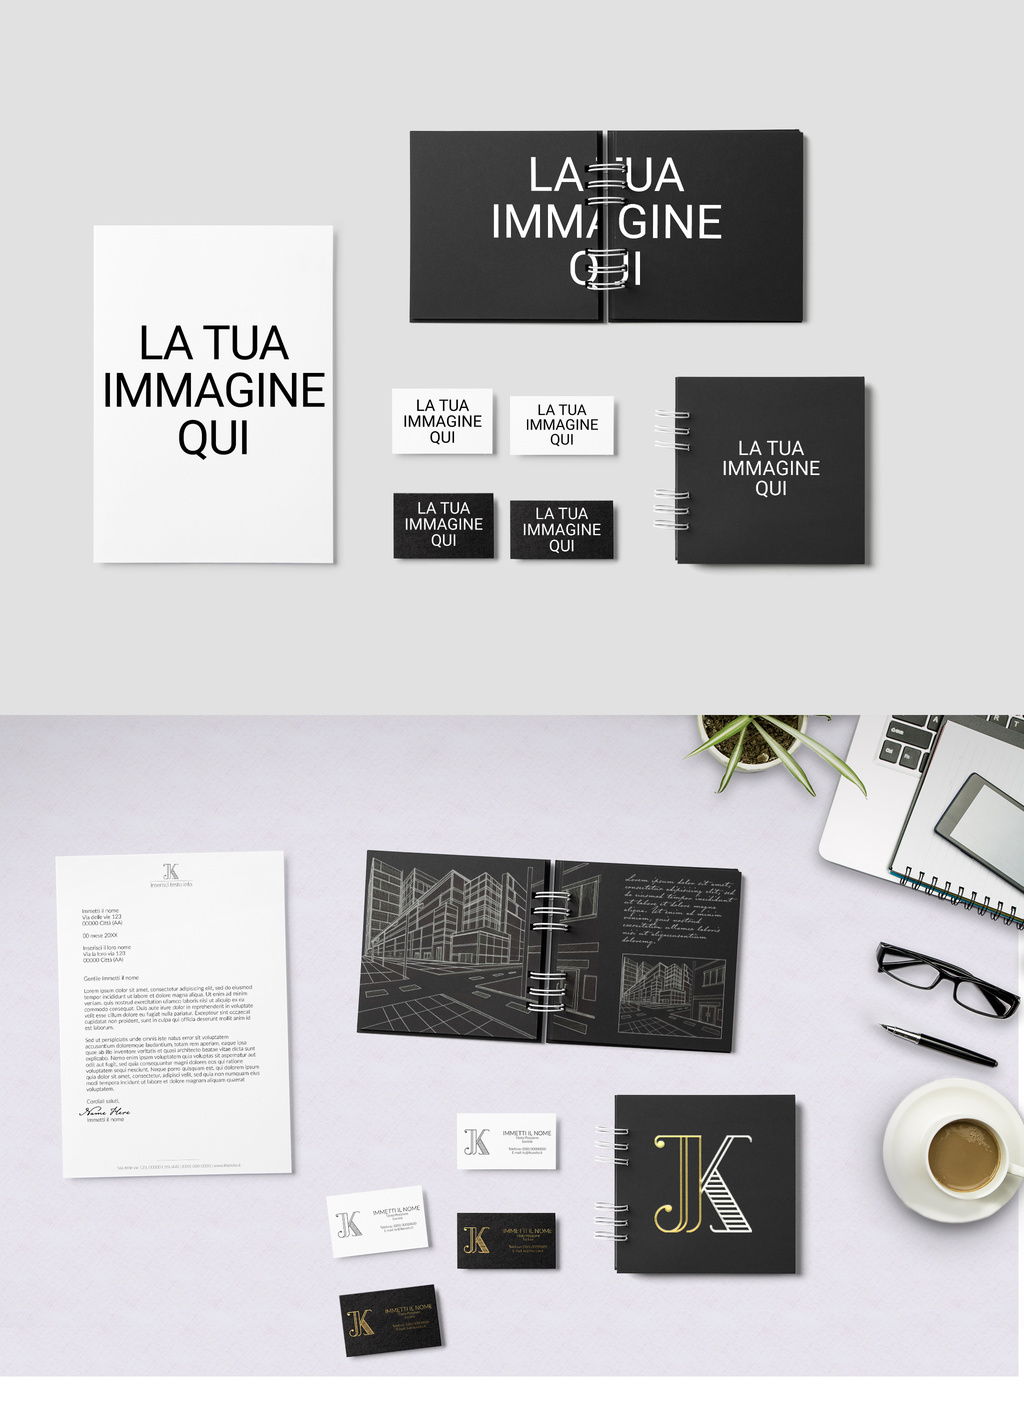 LA TUA
IMMAGINE
QUI
LA TUA
IMMAGINE
QUI
LA TUA
IMMAGINE
QUI
LA TUA
IMMAGINE
QUI
LA TUA
IMMAGINE
QUI
LA TUA
IMMAGINE
QUI
LA TUA
IMMAGINE
QUI
JK
Inserisci testo info
Immetti il nome
Via delle vie 123
00000 Città (AA)
00 mese 20XX
Inserisci il loro nome
Via la loro via 123
00000 Città (AA)
Gentile Immetti il nome
Lorem ipsum dolor sit amet, consectetur adipisicing elit, sed do eiusmod
tempor incididunt ut labore et dolore magna aliqua. Ut enim ad minim
veniam, quis nostrud exercitation ullamco laboris nisi ut aliquip ex ea
commodo consequat. Duis aute irure dolor in reprehenderit in voluptate
velit esse cillum dolore eu fugiat nulla pariatur. Excepteur sint occaecat
cupidatat non proident, sunt in culpa qui officia deserunt mollit anim id
est laborum.
Sed ut perspiciatis unde omnis iste natus error sit voluptatem
accusantium doloremque laudantium, totam rem aperiam, eaque ipsa
quae ab illo inventore veritatis et quasi architecto beatae vitae dicta sunt
explicabo. Nemo enim ipsam voluptatem quia voluptas sit aspernatur aut
odit aut fugit, sed quia consequuntur magni dolores eos qui ratione
voluptatem sequi nesciunt. Neque porro quisquam est, qui dolorem ipsum
quia dolor sit amet, consectetur, adipisci velit, sed quia non numquam eius
modi tempora incidunt ut labore et dolore magnam aliquam quaerat
voluptatem.
Cordiali saluti,
Name Here
Immetti il nome
Lorem ipsum dolor sit amet,
consectetur adipisicing elit, sed
do eiusmod tempor incididunt
ut labore et dolore magna
aliqua. Ut enim ad minim
veniam, quis nostrud
exercitation ullamco laboris
nisi ut
JK
IMMETTI IL NOME
JK
JK
IMMETTI IL NOME
JK
IMMETTI IL NOME
JK
IMMETTI IL NOME